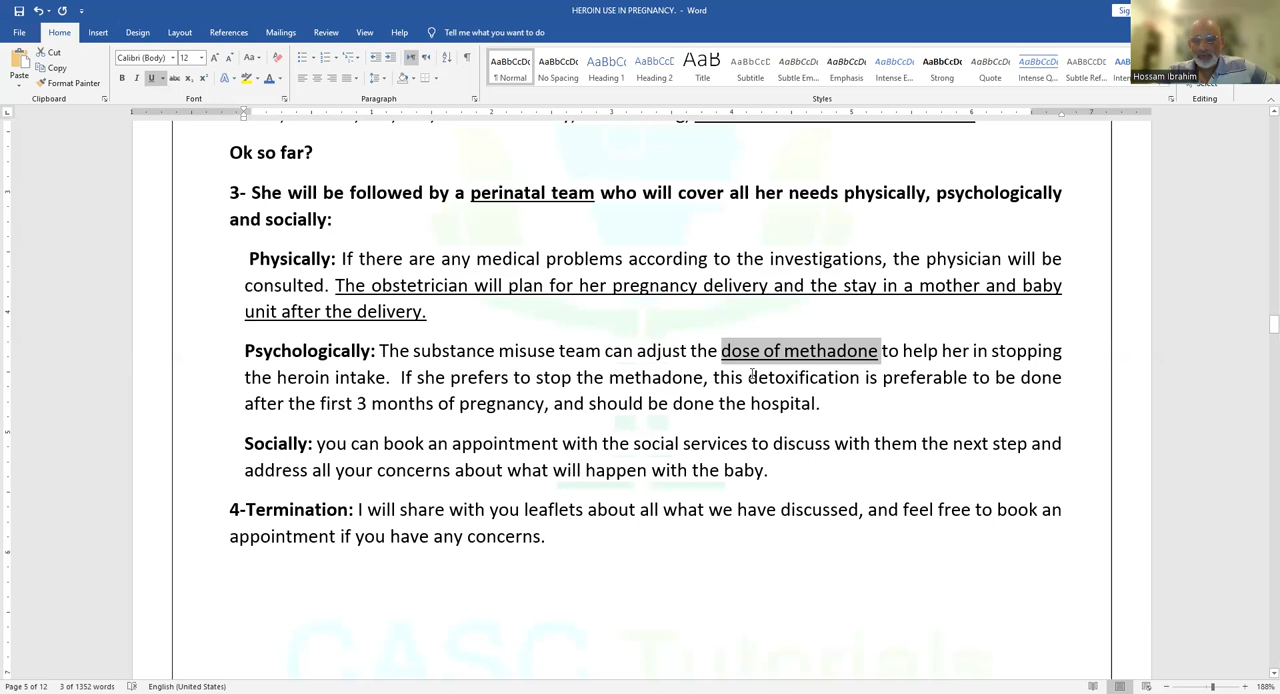 HEROIN USE IN PREGNANCY. - Word
Hossam Ibrahim
File Home Insert Design Layout References Mailings Review View Help Tell me what you want to do
Cut
Copy
Format Painter
Paste
Calibri (Body) 12
Clipboard Font Paragraph Styles Editing
AaBbCcDc AaBbCcDc AaBbCc AaBbCcC AaB AaBbCcD AaBbCcDc AaBbCcDc AaBbCcDc AaBbCcDc AaBbCcDc AaBbCcDc
¶ Normal No Spacing Heading 1 Heading 2 Title Subtitle Subtle Em... Emphasis Intense E... Strong Quote Intense Q... Subtle Ref...
Ok so far?
3- She will be followed by a perinatal team who will cover all her needs physically, psychologically
and socially:
Physically: If there are any medical problems according to the investigations, the physician will be
consulted. The obstetrician will plan for her pregnancy delivery and the stay in a mother and baby
unit after the delivery.
Psychologically: The substance misuse team can adjust the dose of methadone to help her in stopping
the heroin intake. If she prefers to stop the methadone, this detoxification is preferable to be done
after the first 3 months of pregnancy, and should be done the hospital.
Socially: you can book an appointment with the social services to discuss with them the next step and
address all your concerns about what will happen with the baby.
4-Termination: I will share with you leaflets about all what we have discussed, and feel free to book an
appointment if you have any concerns.
CASC Tutorials
Page 5 of 12 3 of 1352 words English (United States) 188%